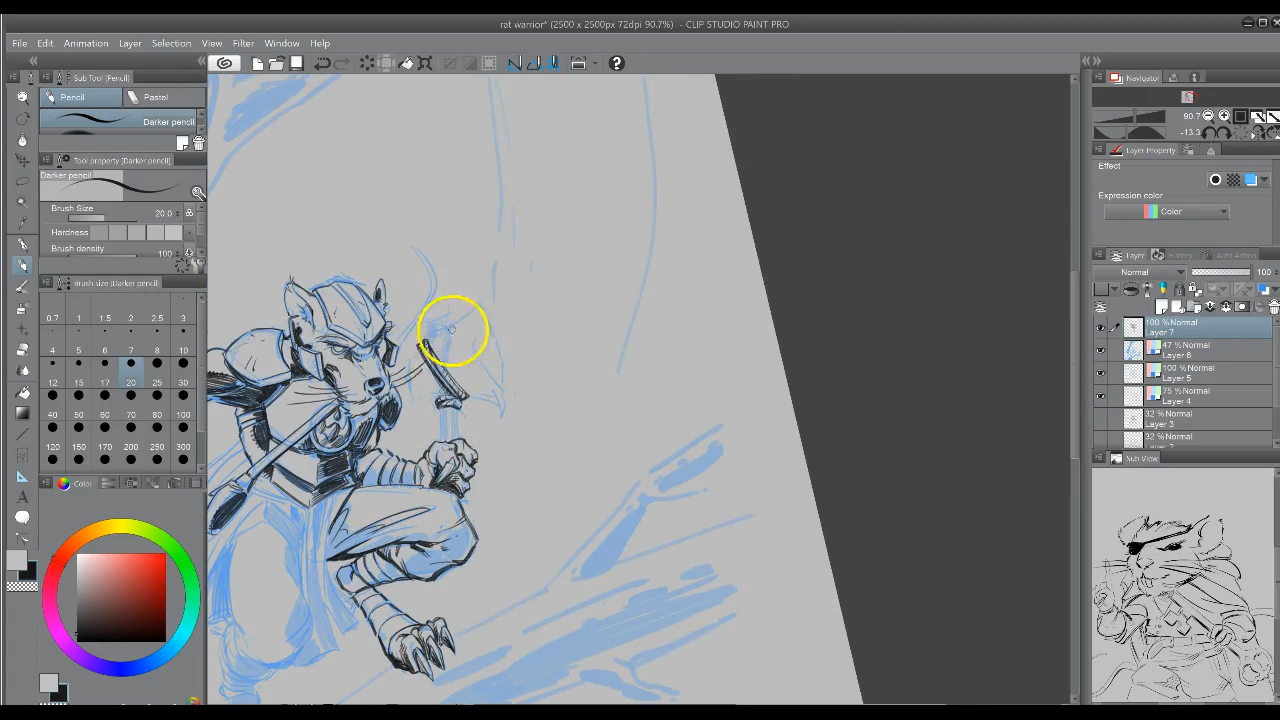 rat warrior* (2500 x 2500px 72dpi 90.7%) - CLIP STUDIO PAINT PRO
File Edit Animation Layer Selection View Filter Window Help
Sub Tool [Pencil]
Pencil Pastel
Darker pencil
Tool property [Darker pencil]
Darker pencil
Brush Size 20.0
Hardness
Brush density 100
Brush size [Darker pencil]
0.7 1 1.5 2 2.5 3
4 5 6 7 8 10
12 15 17 20 25 30
40 50 60 70 80 100
120 150 170 200 250 300
Color
Navigator
90.7
-13.3
Layer Property
Effect
Expression color
Color
Layer History Auto Action
Normal 100
100 %Normal
Layer 7
47 %Normal
Layer 6
100 %Normal
Layer 5
75 %Normal
Layer 4
32 %Normal
Layer 3
32 %Normal
Sub View